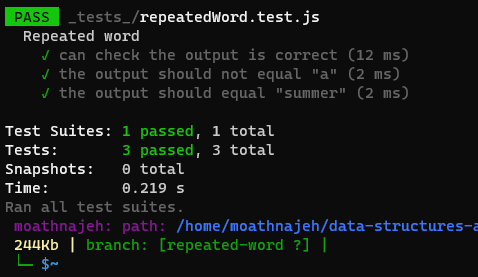 PASS _tests_/repeatedWord.test.js
Repeated word
✓ can check the output is correct (12 ms)
✓ the output should not equal "a" (2 ms)
✓ the output should equal "summer" (2 ms)
Test Suites: 1 passed, 1 total
Tests: 3 passed, 3 total
Snapshots: 0 total
Time: 0.219 s
Ran all test suites.
moathnajeh: path: /home/moathnajeh/data-structures-a
244Kb | branch: [repeated-word ?] |
└─ $~